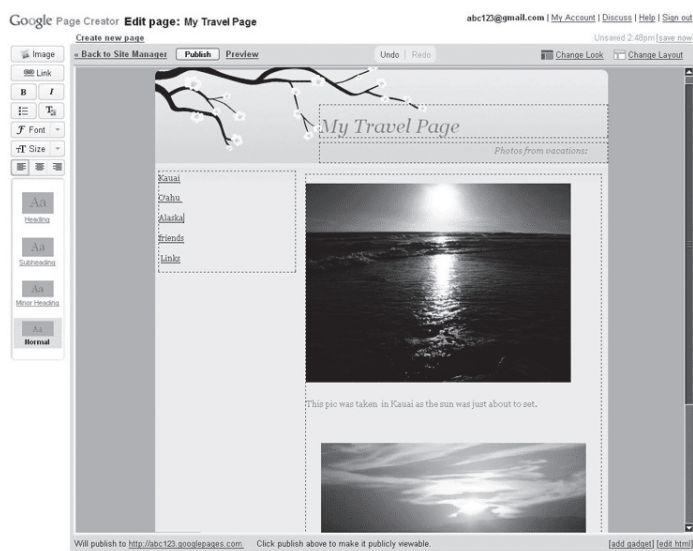 Google Page Creator Edit page: My Travel Page
abc123@gmail.com | My Account | Discuss | Help | Sign out
Create new page
Unsaved 2:48pm [save now
« Back to Site Manager Publish Preview Undo Redo Change Look Change Layout
Image
Link
B I
F Font
TT Size
Aa
Heading
Aa
Subheading
Aa
Minor Heading
Aa
Normal
My Travel Page
Photos from vacations:
Kauai
O'ahu
Alaska
friends
Links
This pic was taken in Kauai as the sun was just about to set.
Will publish to http://abc123.googlepages.com. Click publish above to make it publicly viewable. [add gadget] [edit html]